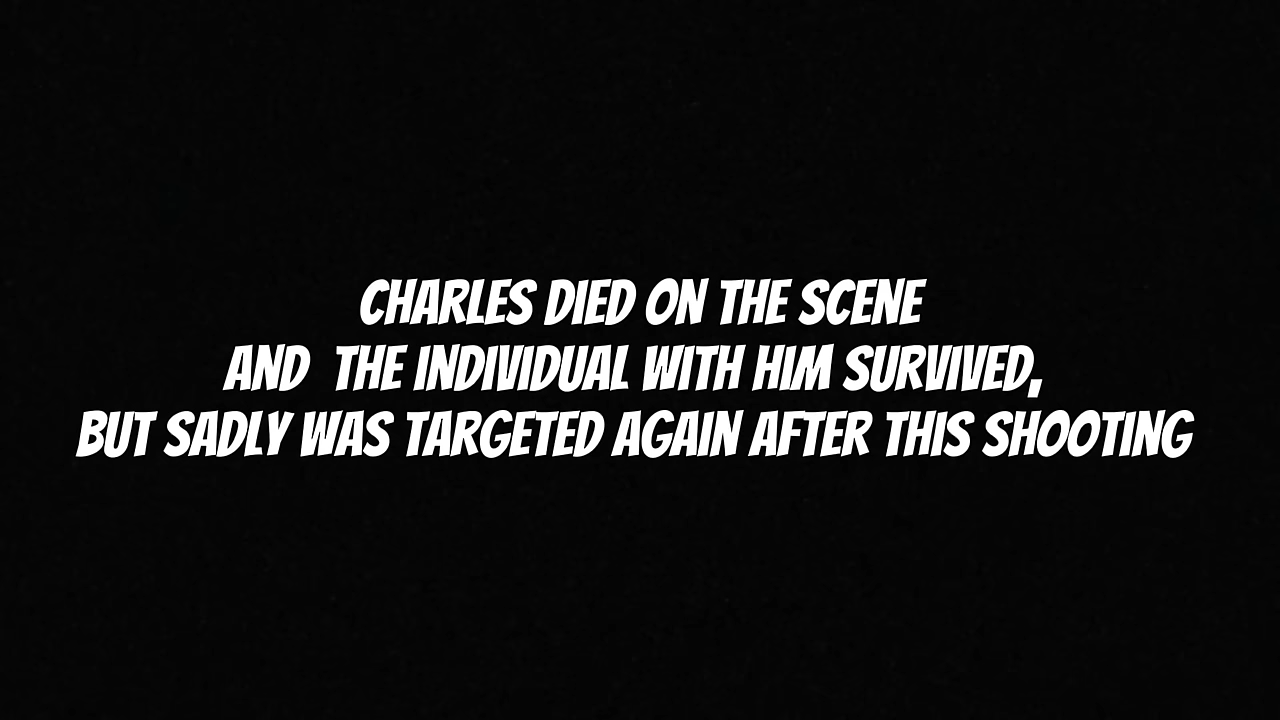 CHARLES DIED ON THE SCENE
AND THE INDIVIDUAL WITH HIM SURVIVED,
BUT SADLY WAS TARGETED AGAIN AFTER THIS SHOOTING